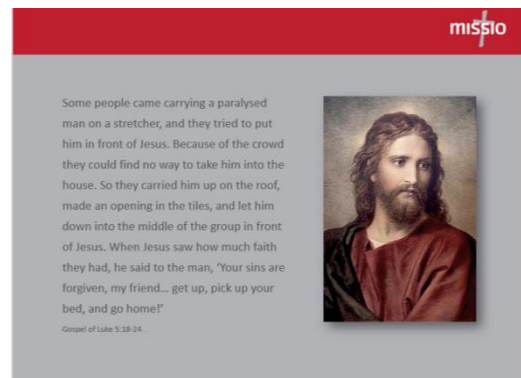 missio
Some people came carrying a paralysed
man on a stretcher, and they tried to put
him in front of Jesus. Because of the crowd
they could find no way to take him into the
house. So they carried him up on the roof,
made an opening in the tiles, and let him
down into the middle of the group in front
of Jesus. When Jesus saw how much faith
they had, he said to the man, ‘Your sins are
forgiven, my friend... get up, pick up your
bed, and go home!’
Gospel of Luke 5:18-24 .